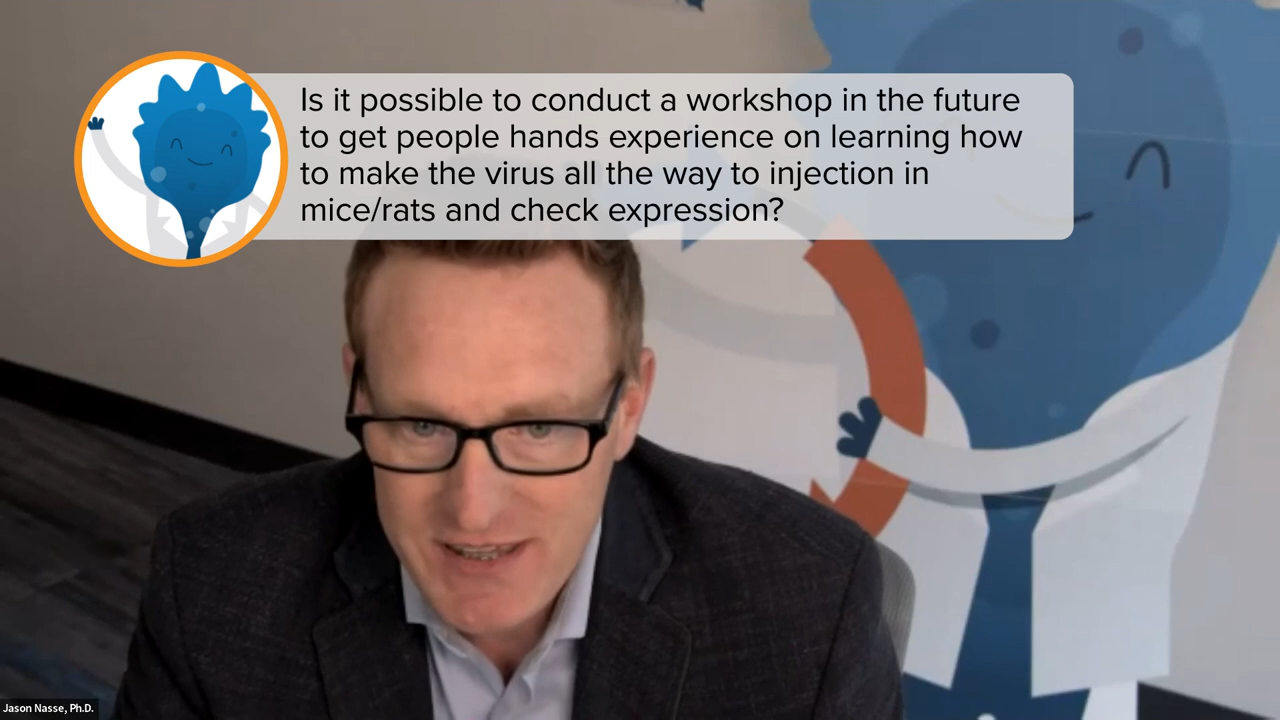 Is it possible to conduct a workshop in the future
to get people hands experience on learning how
to make the virus all the way to injection in
mice/rats and check expression?
Jason Nasse, Ph.D.